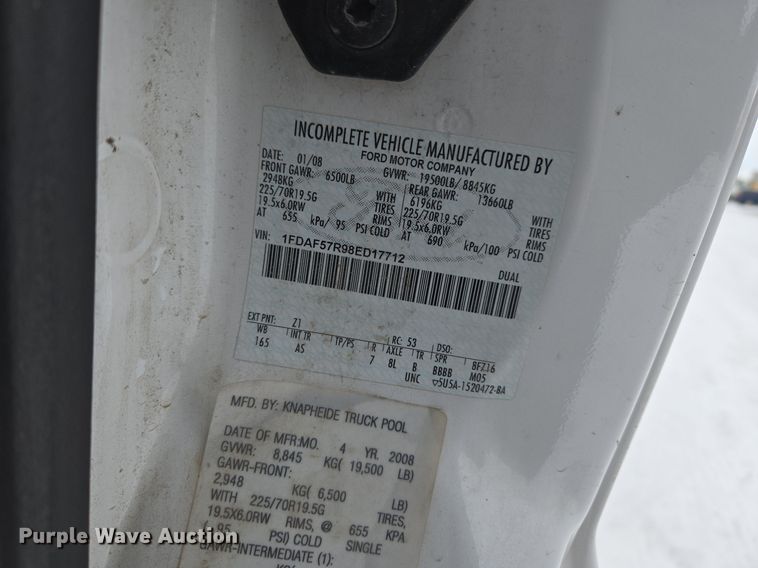 INCOMPLETE VEHICLE MANUFACTURED BY
FORD MOTOR COMPANY
DATE: 01/08 GVWR: 19500LB/ 8845KG
FRONT GAWR: 6500LB REAR GAWR: 13660LB
2948KG WITH 6196KG WITH
225/70R19.5G TIRES 225/70R19.5G TIRES
19.5x6.0RW RIMS 19.5x6.0RW RIMS
AT 655 kPa/ 95 PSI COLD AT 690 kPa/100 PSI COLD
VIN: 1FDAF57R98ED17712
DUAL
EXT PNT: Z1 RC: 53 DSO:
WB INT TR TP/PS R AXLE TR SPR BFZ16
165 AS 7 8L B BBBB M05
UNC ▽5U5A-1520472-BA
MFD. BY: KNAPHEIDE TRUCK POOL
DATE OF MFR:MO. 4 YR. 2008
GVWR: 8,845 KG( 19,500 LB)
GAWR-FRONT:
2,948 KG( 6,500 LB)
WITH 225/70R19.5G TIRES,
19.5X6.0RW RIMS, @ 655 KPA
( 95 PSI) COLD SINGLE
GAWR-INTERMEDIATE (1):
Purple Wave Auction